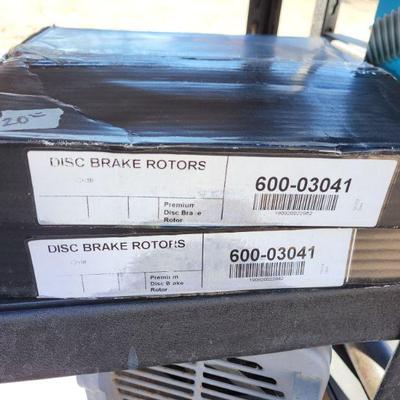 20=
DISC BRAKE ROTORS
600-03041
Premium
Disc Brake
Rotor
DISC BRAKE ROTORS
600-03041
Premium
Disc Brake
Rotor